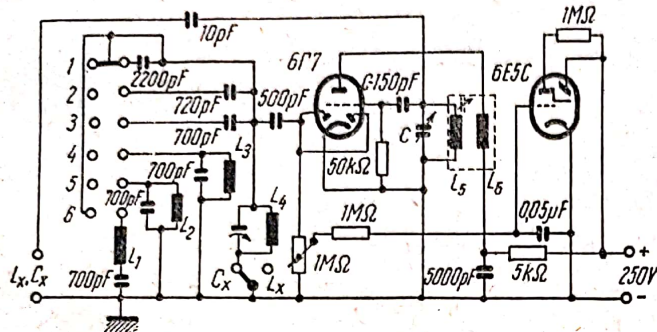 10pF
1
2200pF
2
720pF
3
700pF
4
700pF
5
700pF
6
L₃
L₂
L₁
700pF
500pF
6Г7
C-150pF
6E5C
1MΩ
50kΩ
C
L₅
L₆
L₄
Cₓ
Lₓ
1MΩ
1MΩ
0,05μF
5kΩ
5000pF
Lₓ,Cₓ
+
250V
-